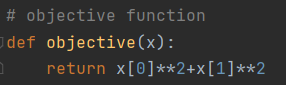 # objective function
def objective(x):
    return x[0]**2+x[1]**2